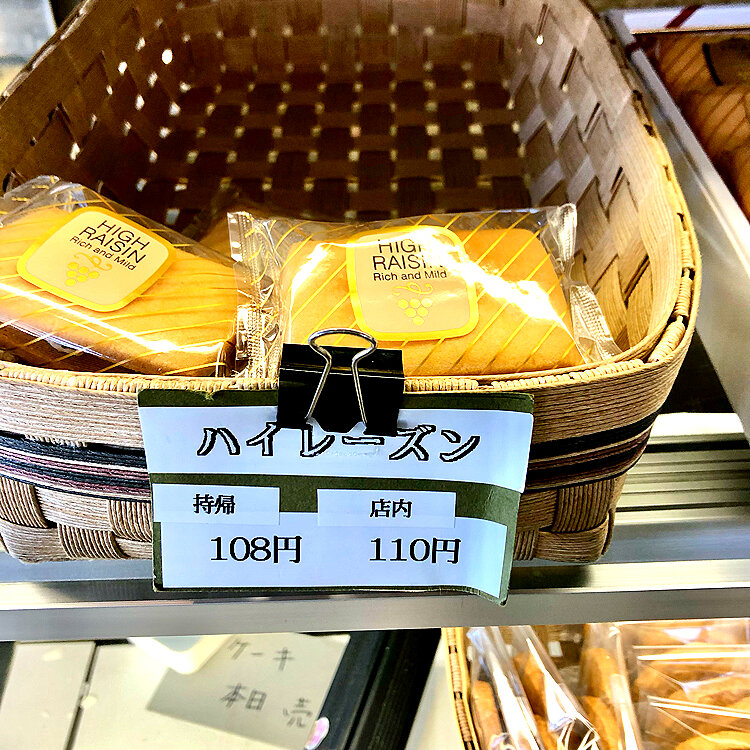 HIGH
RAISIN
Rich and Mild
HIGH
RAISIN
Rich and Mild
ハイレーズン
持帰 店内
108円 110円
ケーキ
本日 売